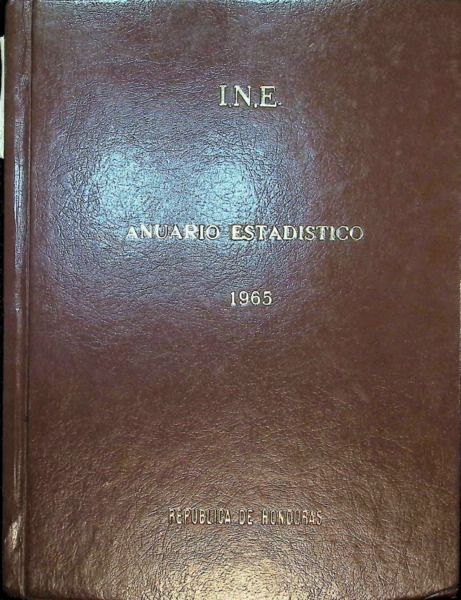 I.N.E.
ANUARIO ESTADISTICO
1965
REPUBLICA DE HONDURAS